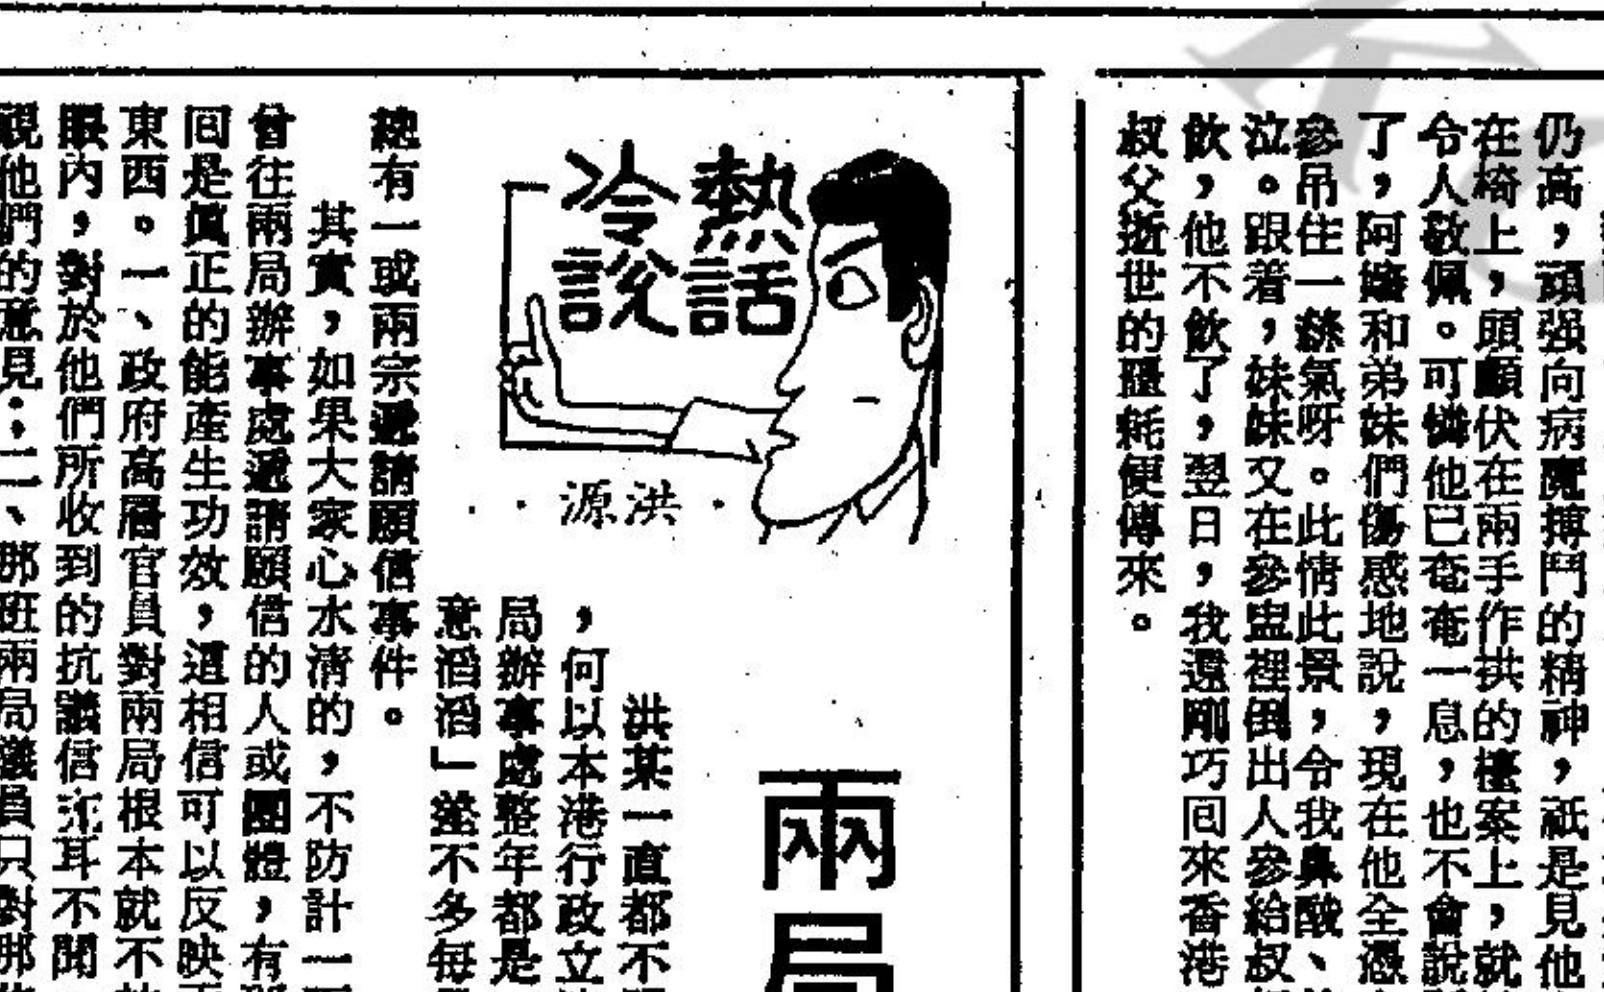 仍高，頑强向病魔搏鬥的精神，祇是見他
在椅上，頭顱伏在兩手作拱的檯案上，就
令人敬佩。可憐他已奄奄一息，也不會說
了，阿嬸和弟妹們傷感地說，現在他全憑
參吊住一絲氣呀。此情此景，令我鼻酸、
泣。跟着，妹妹又在參盅裡倒出人參給叔
飲，他不飲了，翌日，我還剛巧回來香港
叔父逝世的噩耗便傳來。
熱話
冷說
·洪源··
兩局
洪某一直都不
，何以本港行政立
局辦事處整年都是
意滔滔」差不多每
總有一或兩宗遞請願信事件。
其實，如果大家心水清的，不防計一
曾往兩局辦事處遞請願信的人或團體，有
回是眞正的能產生功效，這相信可以反映
東西。一、政府高層官員對兩局根本就不
眼內，對於他們所收到的抗議信充耳不聞
視他們的意見；二、那班兩局議員只對那